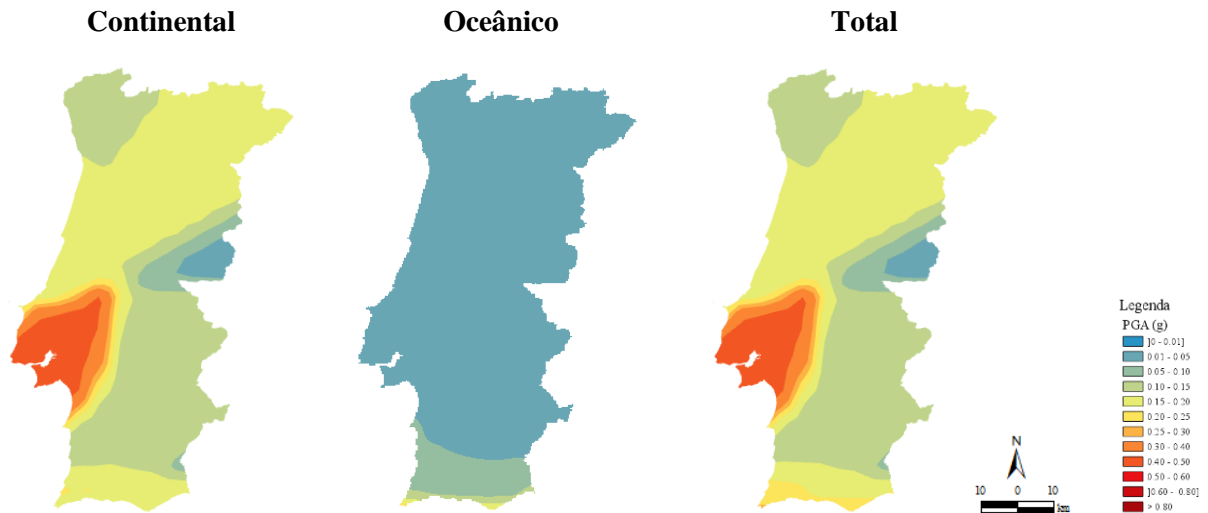 Continental Oceânico Total
Legenda
PGA (g)
]0 - 0.01]
0.01 - 0.05
0.05 - 0.10
0.10 - 0.15
0.15 - 0.20
0.20 - 0.25
0.25 - 0.30
0.30 - 0.40
0.40 - 0.50
0.50 - 0.60
]0.60 - 0.80]
> 0.80
N
10 0 10
km